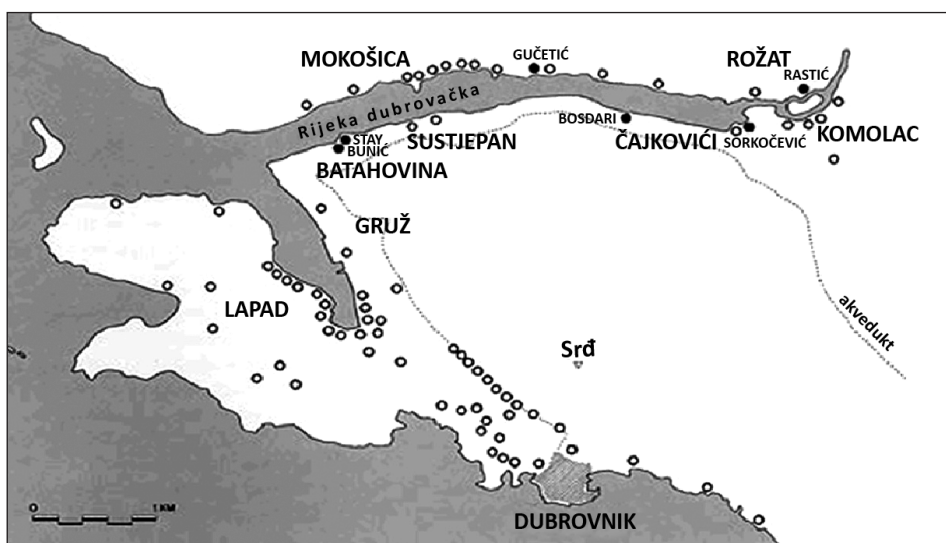 MOKOŠICA
GUČETIĆ
ROŽAT
RASTIĆ
Rijeka dubrovačka
BOSDARI
ČAJKOVIĆI
SORKOČEVIĆ
KOMOLAC
STAY
BUNIĆ
SUSTJEPAN
BATAHOVINA
GRUŽ
LAPAD
akvedukt
Srđ
0
1 KM
DUBROVNIK